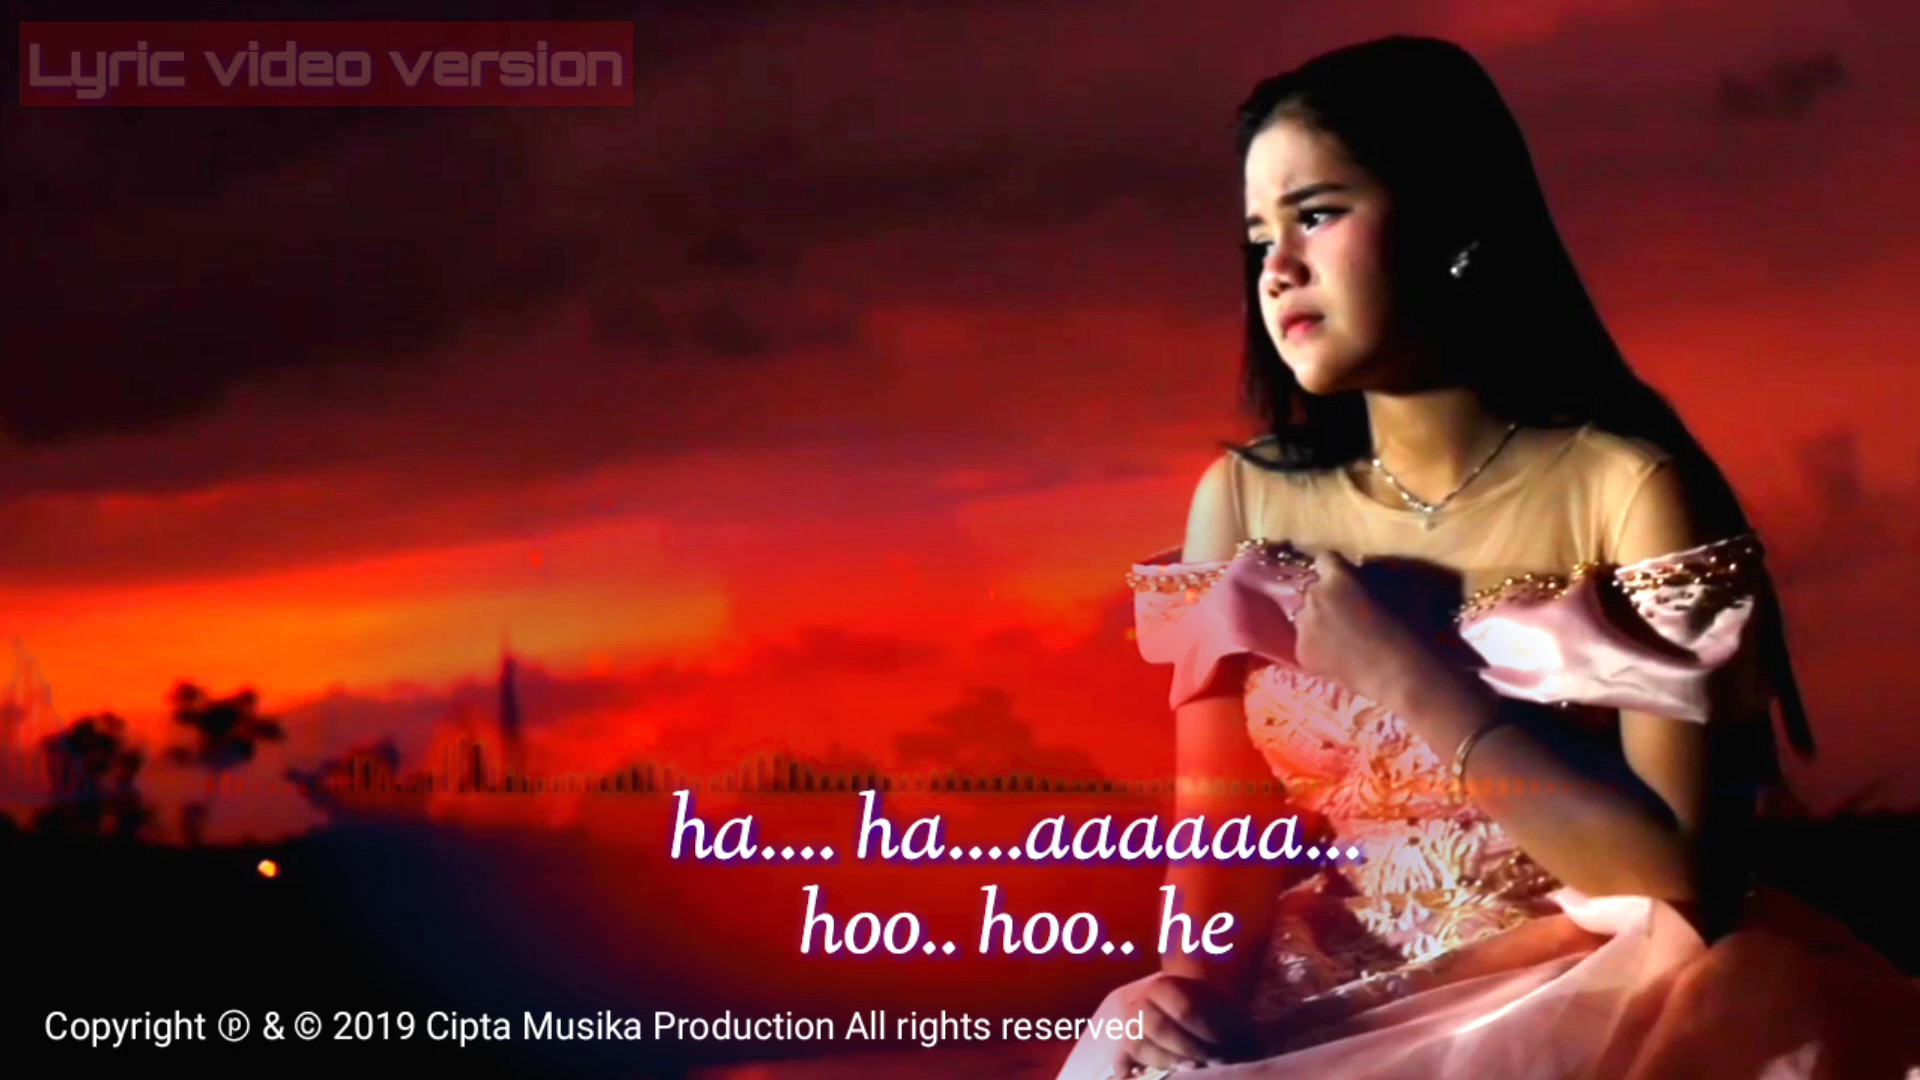 Lyric video version
ha.... ha....aaaaaa...
hoo.. hoo.. he
Copyright ℗ & © 2019 Cipta Musika Production All rights reserved